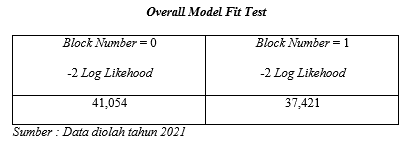 Overall Model Fit Test
Block Number = 0
Block Number = 1
-2 Log Likehood
-2 Log Likehood
41,054
37,421
Sumber : Data diolah tahun 2021